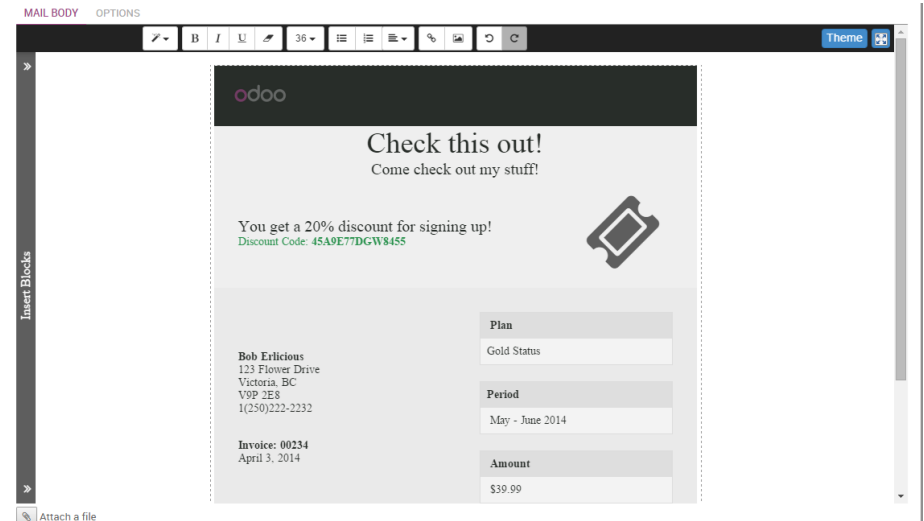 MAIL BODY OPTIONS
B I U 36 Theme
odoo
Check this out!
Come check out my stuff!
You get a 20% discount for signing up!
Discount Code: 45A9E77DGW8455
Insert Blocks
Bob Erlicious
123 Flower Drive
Victoria, BC
V9P 2E8
1(250)222-2232
Invoice: 00234
April 3, 2014
Plan
Gold Status
Period
May - June 2014
Amount
$39.99
Attach a file